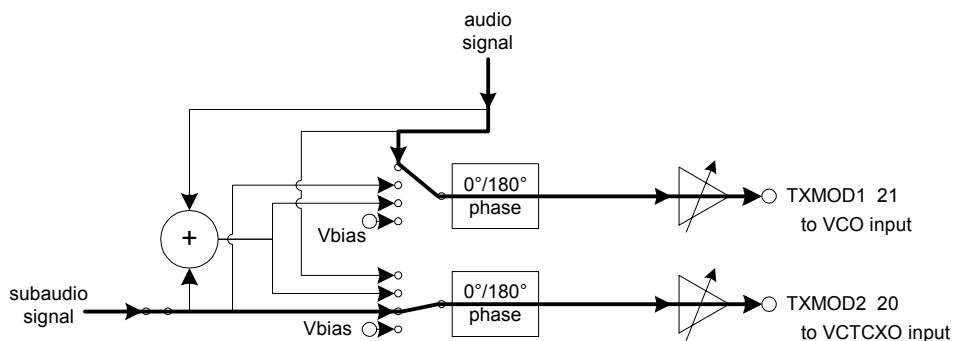 audio
signal
0°/180°
phase
TXMOD1 21
to VCO input
Vbias
+
subaudio
signal
0°/180°
phase
TXMOD2 20
to VCTCXO input
Vbias